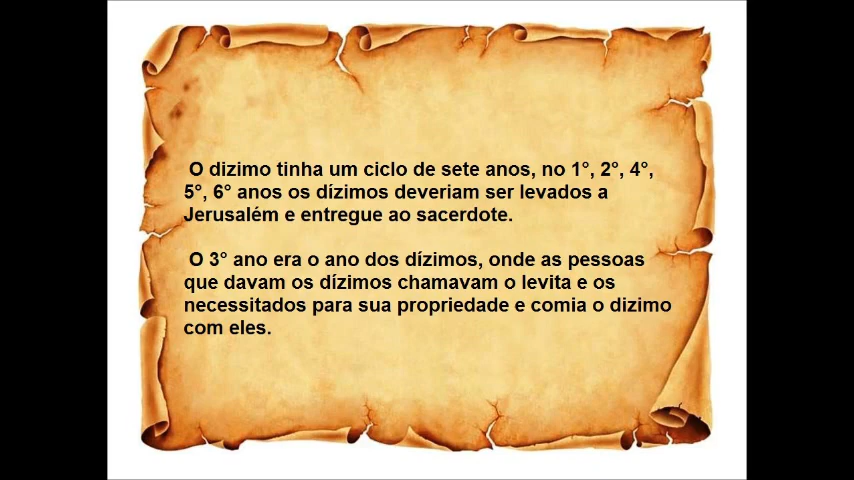 O dizimo tinha um ciclo de sete anos, no 1°, 2°, 4°,
5°, 6° anos os dízimos deveriam ser levados a
Jerusalém e entregue ao sacerdote.
O 3° ano era o ano dos dízimos, onde as pessoas
que davam os dízimos chamavam o levita e os
necessitados para sua propriedade e comia o dizimo
com eles.